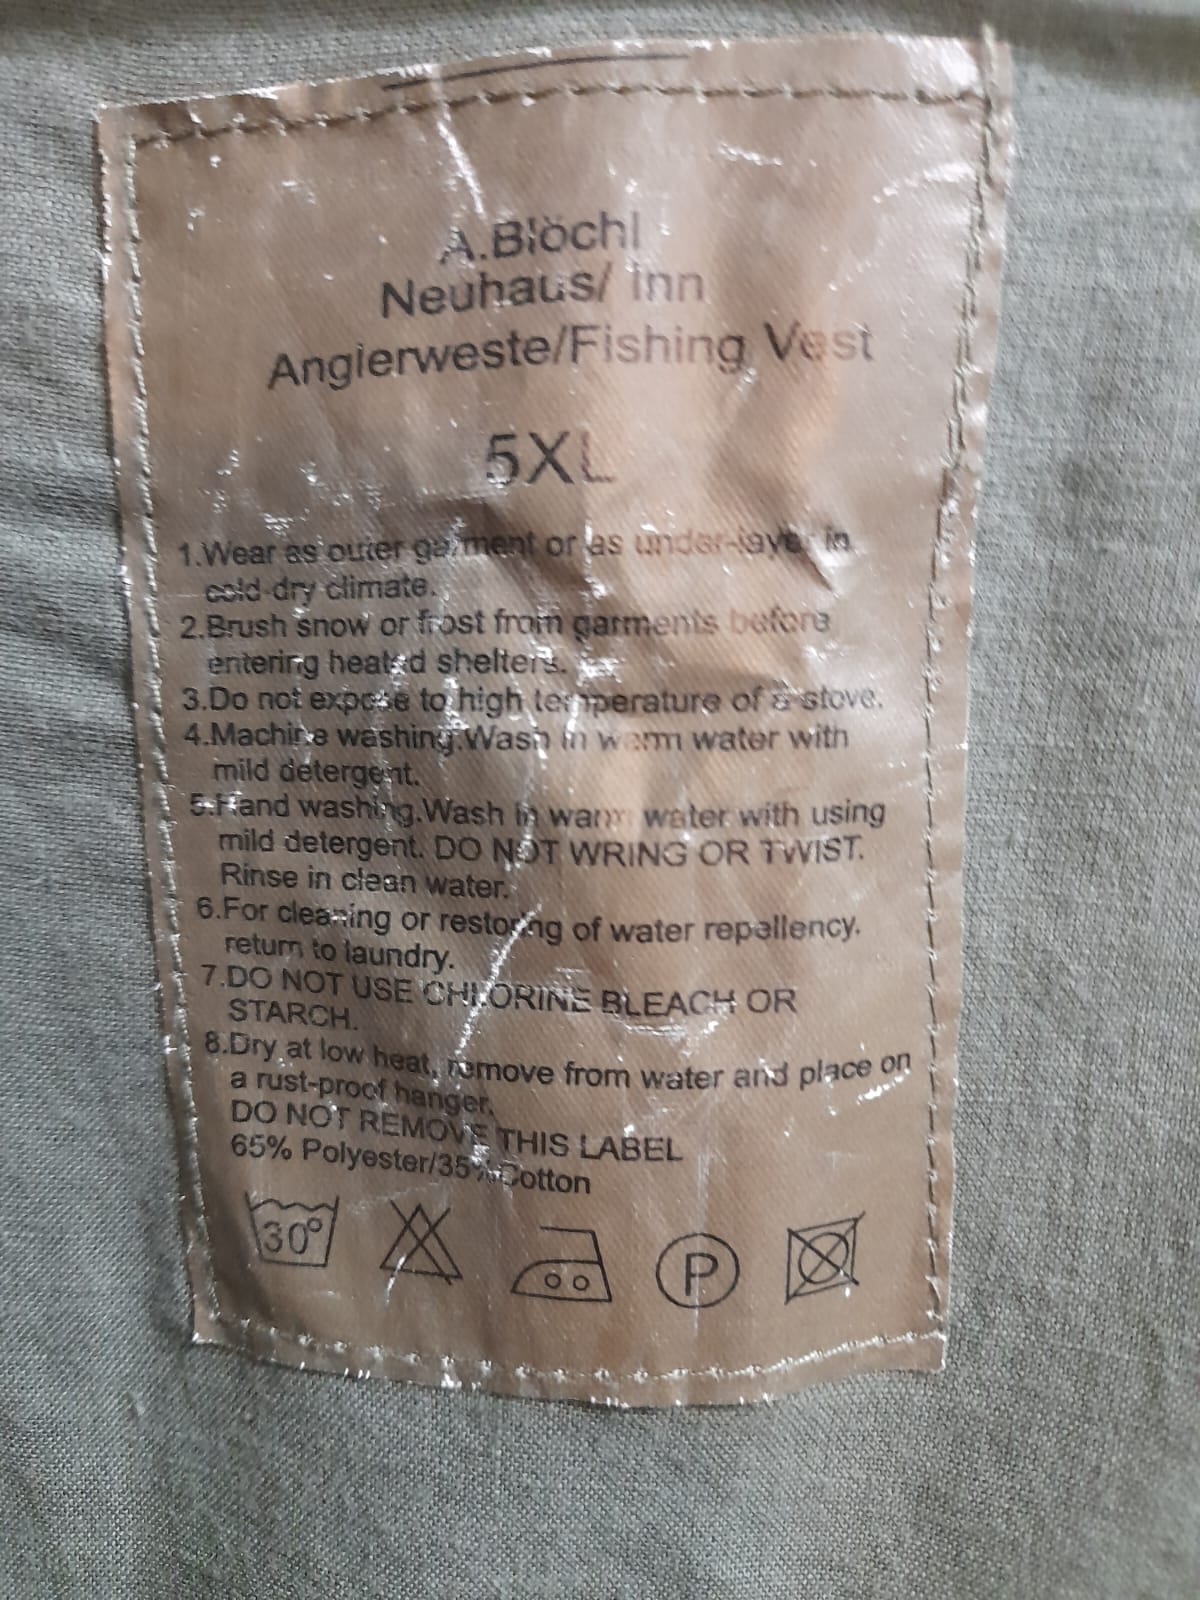 A.Blöchl
Neuhaus/ Inn
Anglerweste/Fishing Vest
5XL
1.Wear as outer garment or as under-layer in
cold-dry climate.
2.Brush snow or frost from garments before
entering heated shelters.
3.Do not expose to high temperature of a stove.
4.Machine washing.Wash in warm water with
mild detergent.
5.Hand washing.Wash in warm water with using
mild detergent. DO NOT WRING OR TWIST.
Rinse in clean water.
6.For cleaning or restoring of water repellency.
return to laundry.
7.DO NOT USE CHLORINE BLEACH OR
STARCH.
8.Dry at low heat, remove from water and place on
a rust-proof hanger.
DO NOT REMOVE THIS LABEL
65% Polyester/35%Cotton
30° P